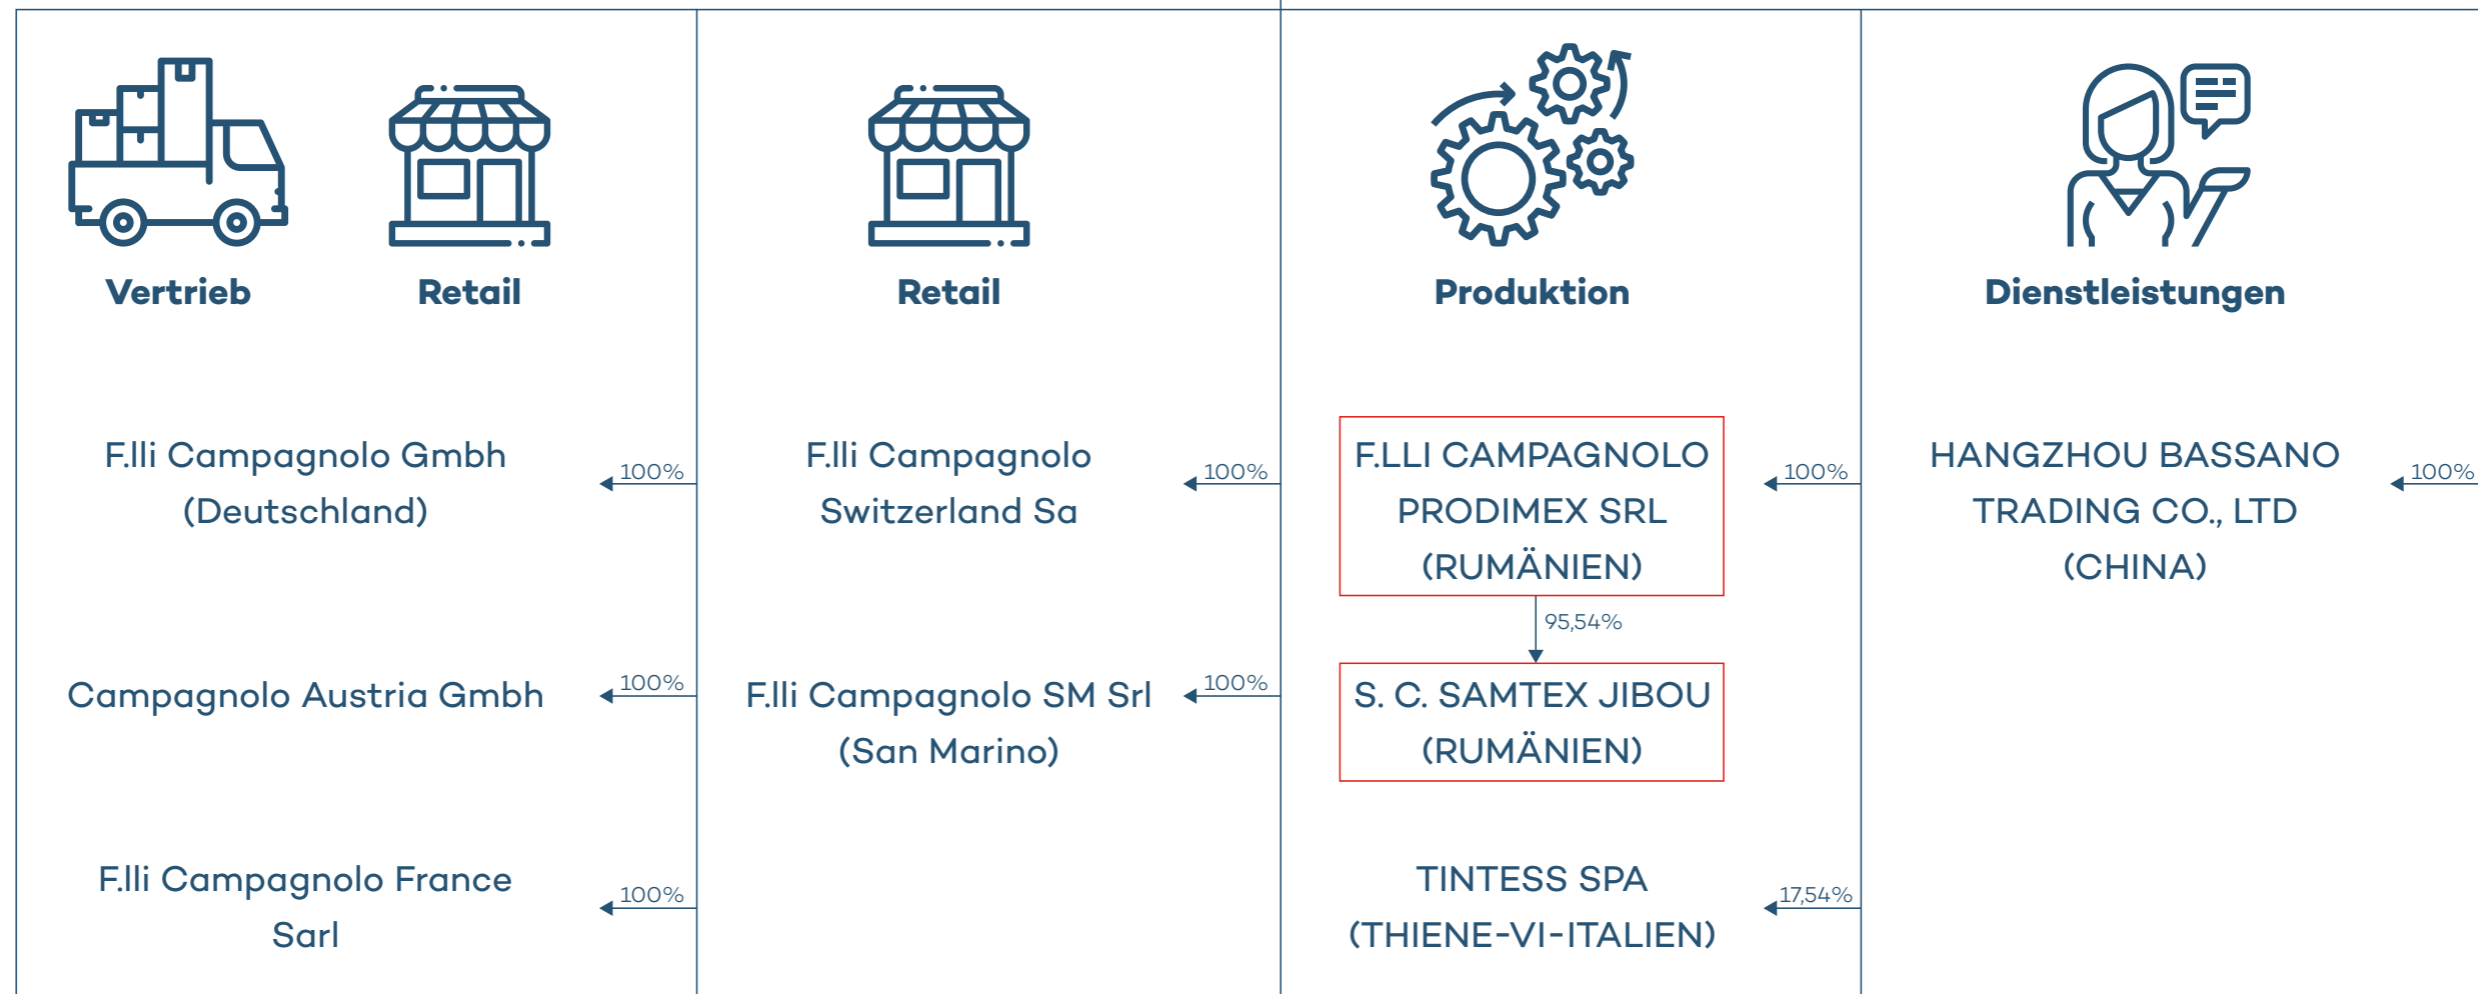 Vertrieb
Retail
F.lli Campagnolo Gmbh
(Deutschland)
100%
Campagnolo Austria Gmbh
100%
F.lli Campagnolo France
Sarl
100%
Retail
F.lli Campagnolo
Switzerland Sa
100%
F.lli Campagnolo SM Srl
(San Marino)
100%
Produktion
F.LLI CAMPAGNOLO
PRODIMEX SRL
(RUMÄNIEN)
100%
95,54%
S. C. SAMTEX JIBOU
(RUMÄNIEN)
TINTESS SPA
(THIENE-VI-ITALIEN)
17,54%
Dienstleistungen
HANGZHOU BASSANO
TRADING CO., LTD
(CHINA)
100%